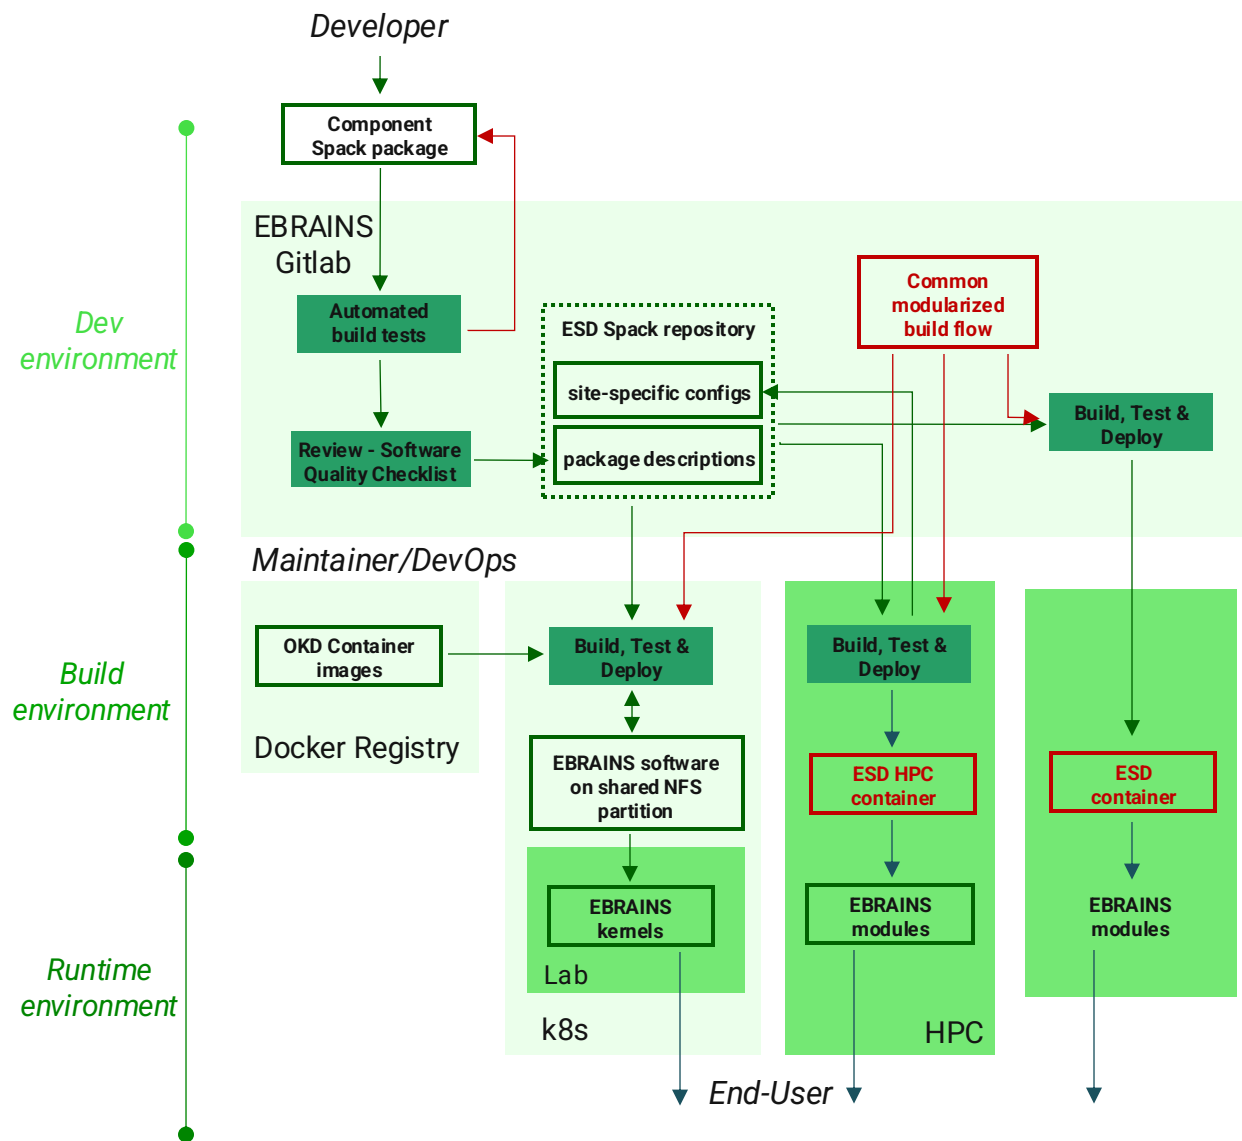 Developer
Component
Spack package
EBRAINS
Gitlab
Automated
build tests
Review - Software
Quality Checklist
ESD Spack repository
site-specific configs
package descriptions
Common
modularized
build flow
Build, Test &
Deploy
Dev
environment
Maintainer/DevOps
OKD Container
images
Docker Registry
Build, Test &
Deploy
EBRAINS software
on shared NFS
partition
Build, Test &
Deploy
ESD HPC
container
ESD
container
Build
environment
EBRAINS
kernels
Lab
k8s
EBRAINS
modules
HPC
EBRAINS
modules
Runtime
environment
End-User